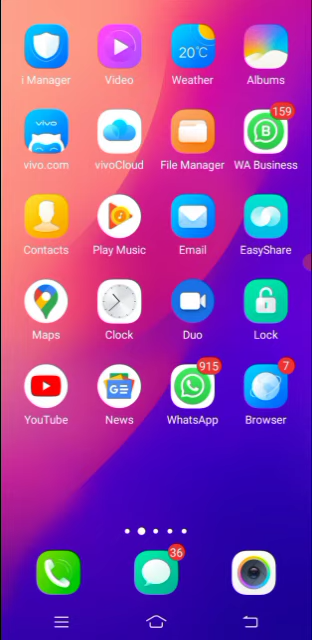 i Manager Video Weather Albums
20°C
vivo
159
vivo.com vivoCloud File Manager WA Business
B
Contacts Play Music Email EasyShare
Maps Clock Duo Lock
GE
915
7
YouTube News WhatsApp Browser
36